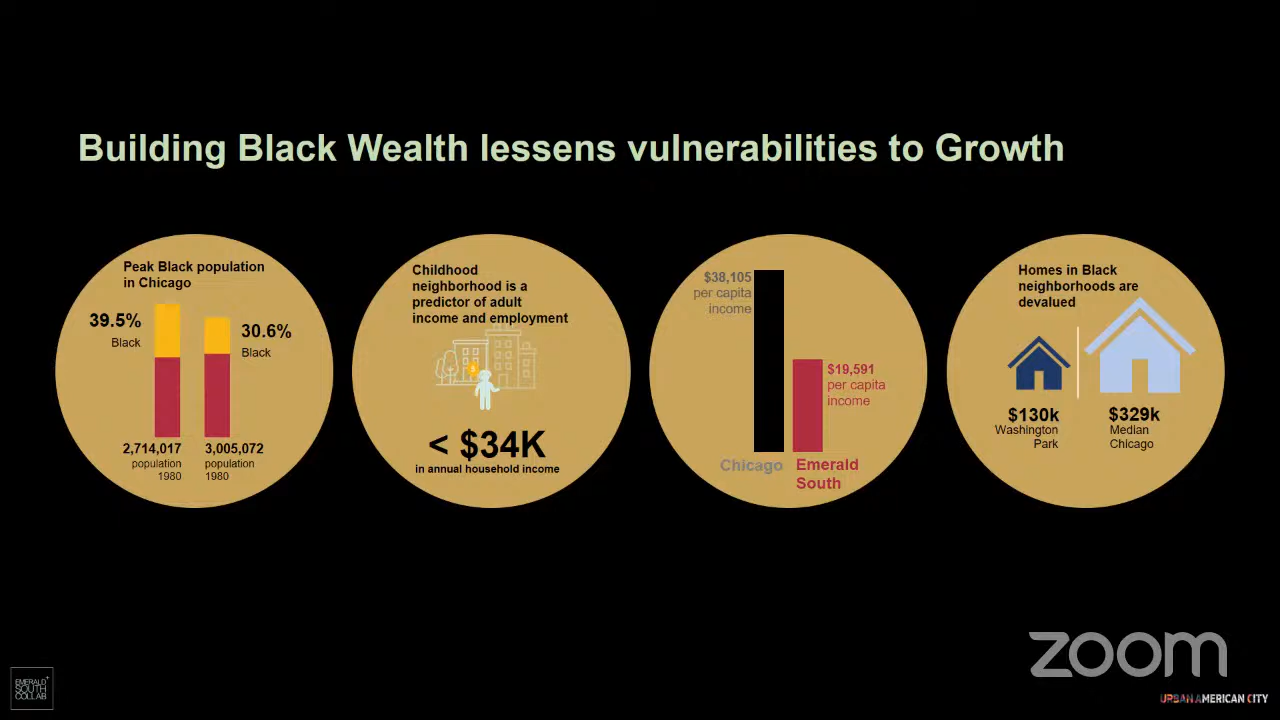 Building Black Wealth lessens vulnerabilities to Growth
Peak Black population
in Chicago
39.5%
Black
30.6%
Black
2,714,017
population
1980
3,005,072
population
1980
Childhood
neighborhood is a
predictor of adult
income and employment
$
< $34K
in annual household income
$38,105
per capita
income
$19,591
per capita
income
Chicago
Emerald
South
Homes in Black
neighborhoods are
devalued
$130k
Washington
Park
$329k
Median
Chicago
zoom
EMERALD
SOUTH
COLLAB
URBAN AMERICAN CITY